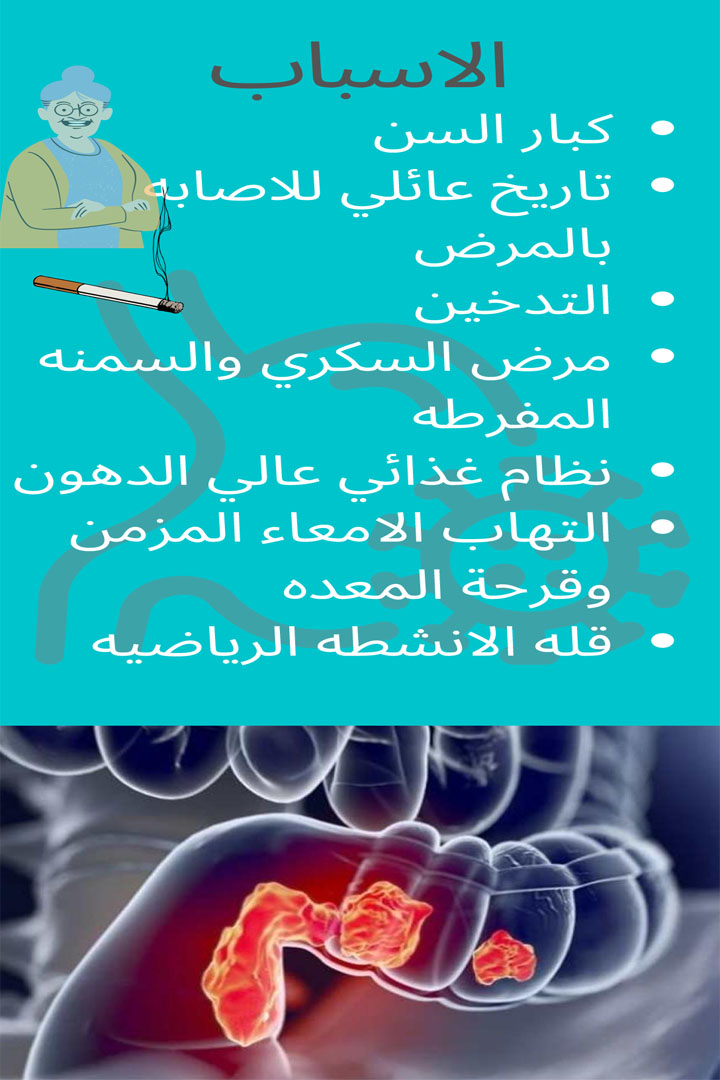 الاسباب
كبار السن
تاريخ عائلي للاصابه
بالمرض
التدخين
مرض السكري والسمنه
المفرطه
نظام غذائي عالي الدهون
التهاب الامعاء المزمن
وقرحة المعده
قله الانشطه الرياضيه